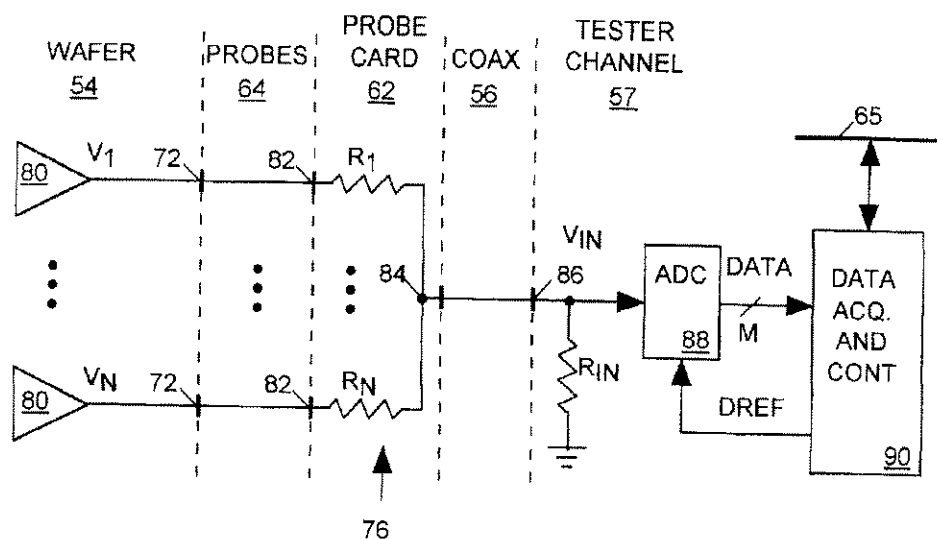 WAFER
54
PROBES
64
PROBE
CARD
62
COAX
56
TESTER
CHANNEL
57
65
80
V1
72
82
R1
84
86
VIN
ADC
88
DATA
M
DREF
DATA
ACQ.
AND
CONT
90
RIN
80
VN
72
82
RN
76